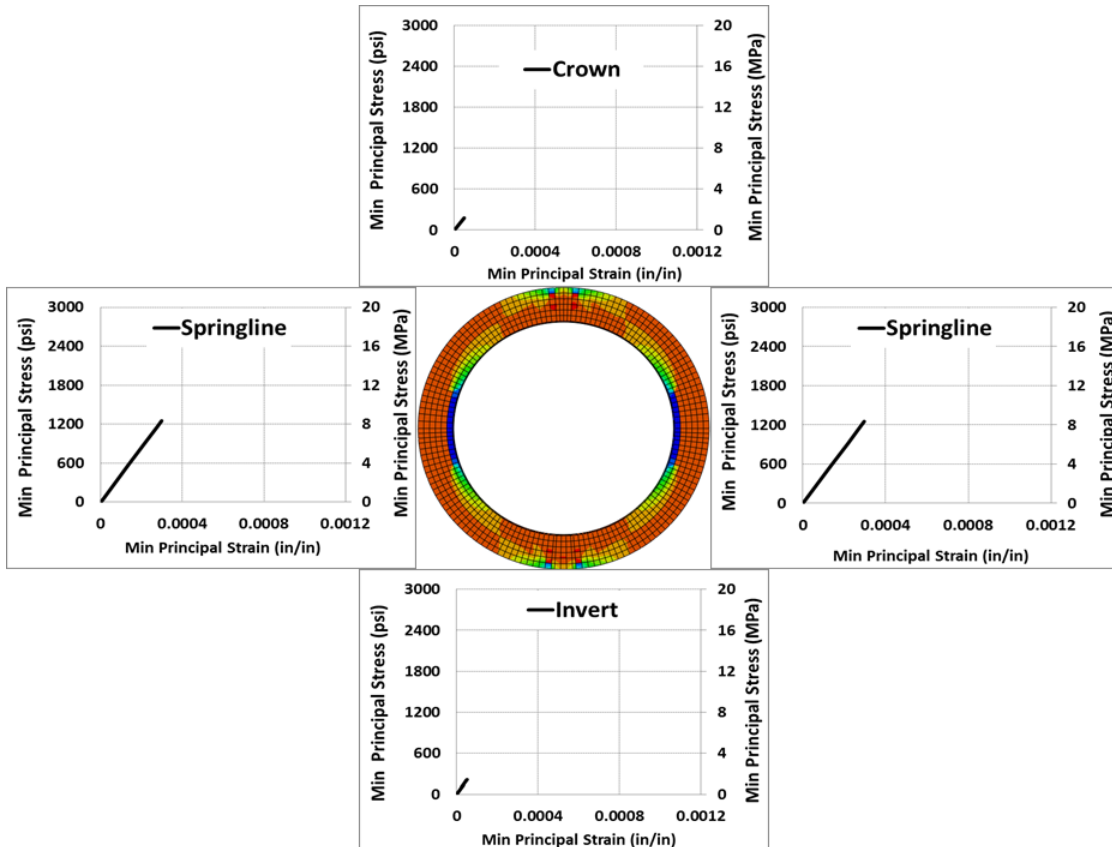 Min Principal Stress (psi)
3000
2400
1800
1200
600
0
Crown
20
16
12
8
4
0
Min Principal Stress (MPa)
0 0.0004 0.0008 0.0012
Min Principal Strain (in/in)
Min Principal Stress (psi)
3000
2400
1800
1200
600
0
Springline
20
16
12
8
4
0
Min Principal Stress (MPa)
0 0.0004 0.0008 0.0012
Min Principal Strain (in/in)
Min Principal Stress (psi)
3000
2400
1800
1200
600
0
Springline
20
16
12
8
4
0
Min Principal Stress (MPa)
0 0.0004 0.0008 0.0012
Min Principal Strain (in/in)
Min Principal Stress (psi)
3000
2400
1800
1200
600
0
Invert
20
16
12
8
4
0
Min Principal Stress (MPa)
0 0.0004 0.0008 0.0012
Min Principal Strain (in/in)